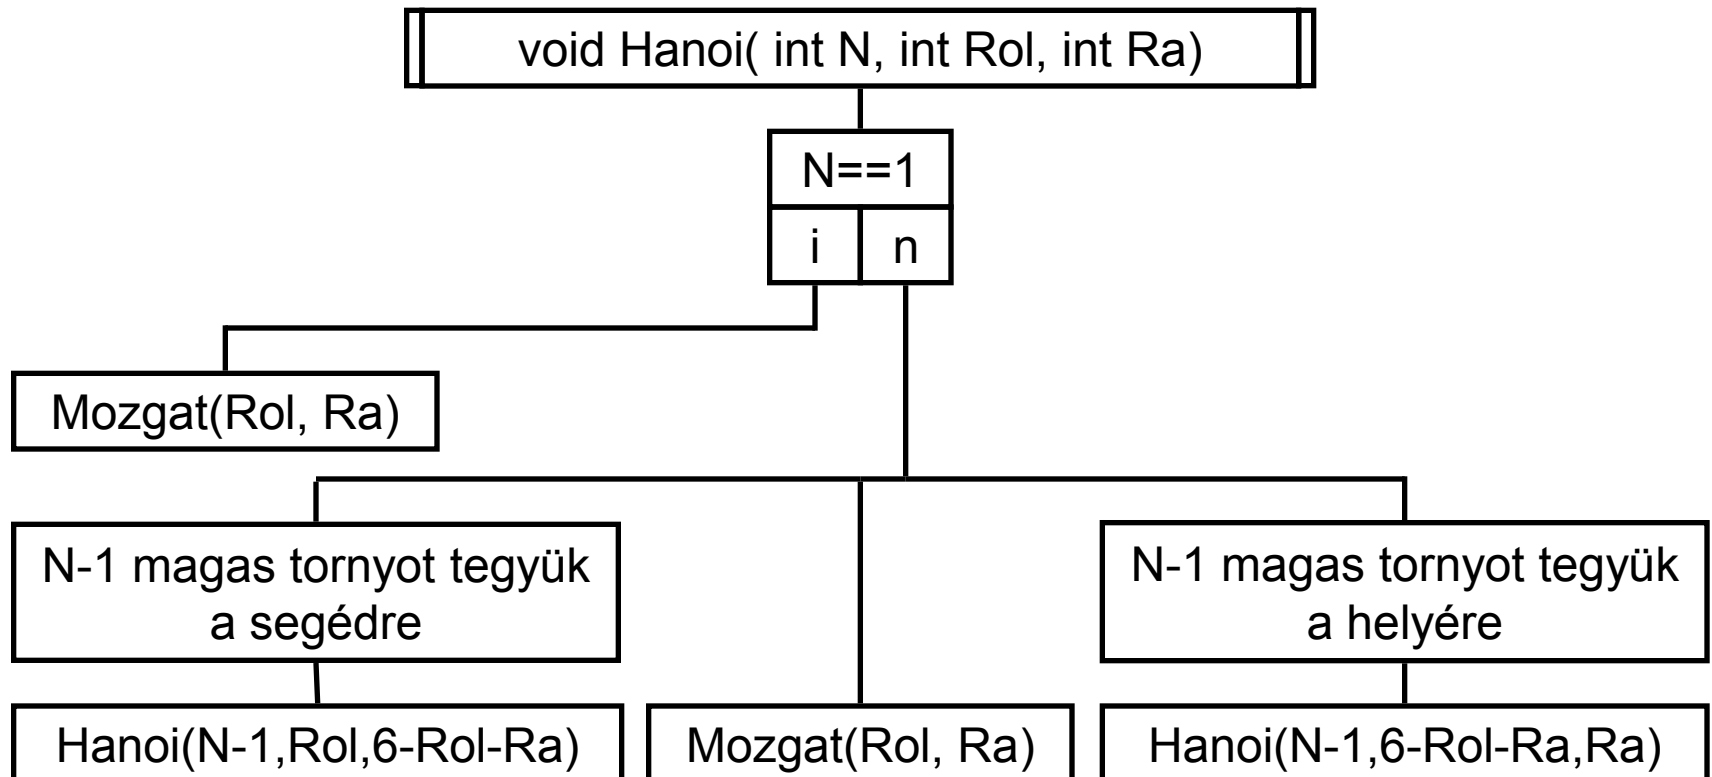 void Hanoi( int N, int Rol, int Ra)
N==1
i
n
Mozgat(Rol, Ra)
N-1 magas tornyot tegyük
a segédre
N-1 magas tornyot tegyük
a helyére
Hanoi(N-1,Rol,6-Rol-Ra)
Mozgat(Rol, Ra)
Hanoi(N-1,6-Rol-Ra,Ra)